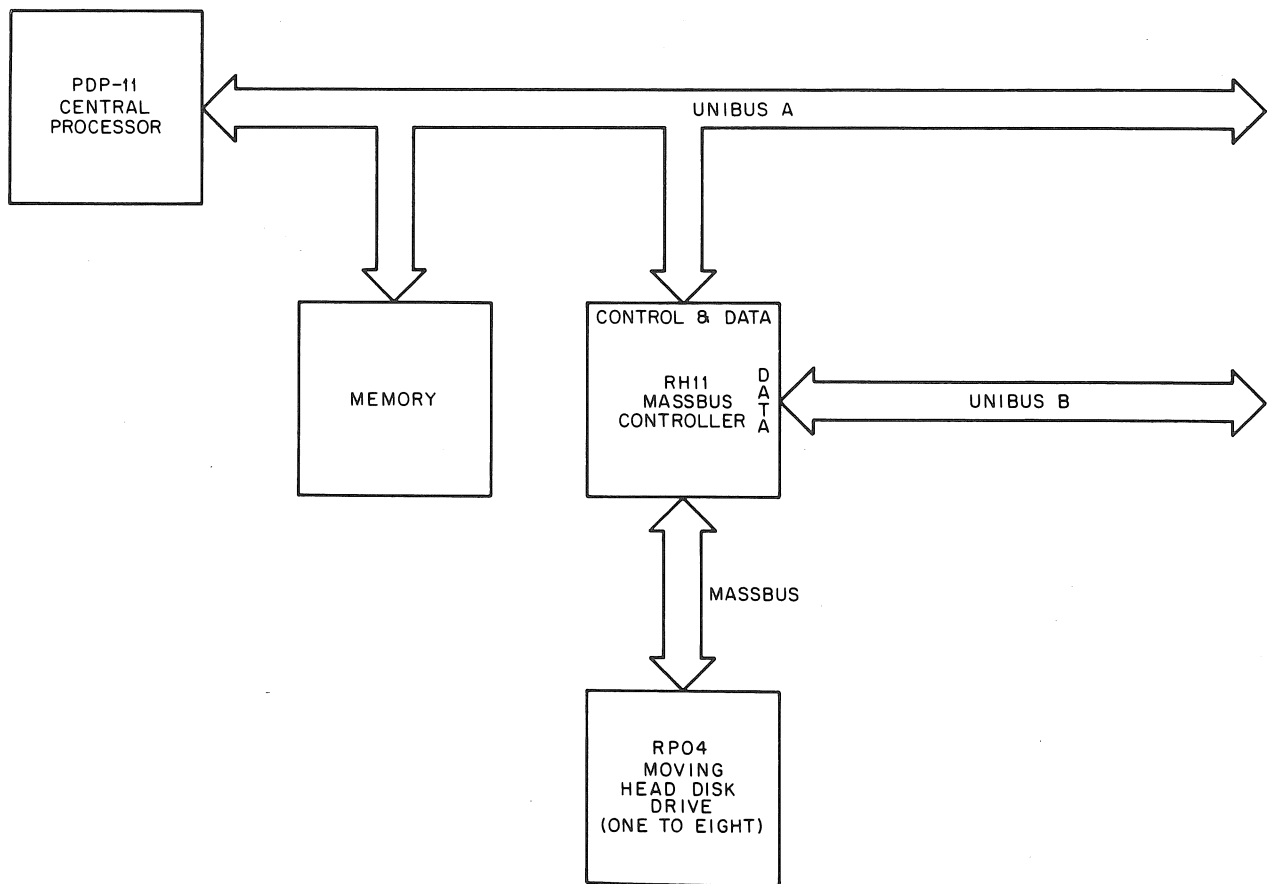 PDP-11
CENTRAL
PROCESSOR
UNIBUS A
MEMORY
CONTROL & DATA
RH11
MASSBUS
CONTROLLER
DATA
UNIBUS B
MASSBUS
RP04
MOVING
HEAD DISK
DRIVE
(ONE TO EIGHT)